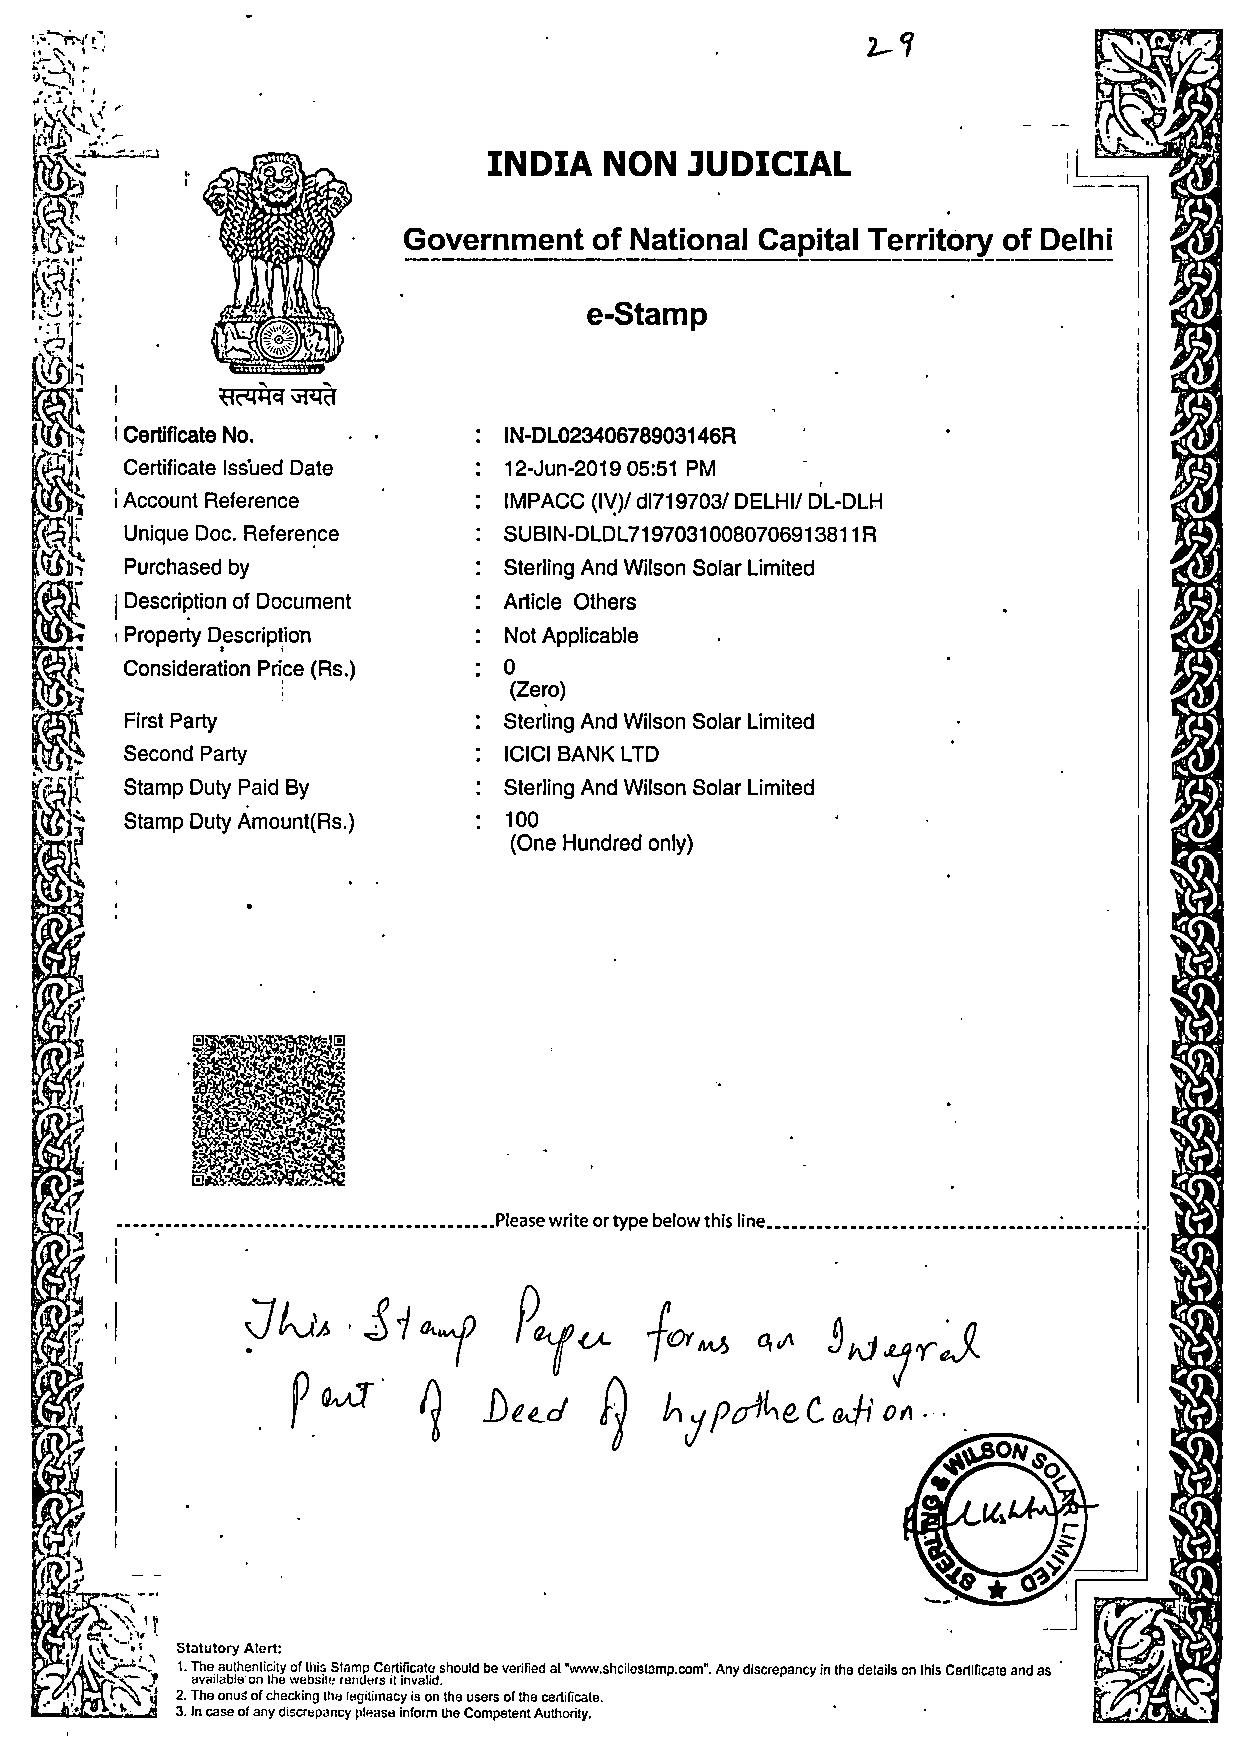 29
INDIA NON JUDICIAL
Government of National Capital Territory of Delhi
e-Stamp
सत्यमेव जयते
Certificate No. : IN-DL02340678903146R
Certificate Issued Date : 12-Jun-2019 05:51 PM
Account Reference : IMPACC (IV)/ dl719703/ DELHI/ DL-DLH
Unique Doc. Reference : SUBIN-DLDL71970310080706913811R
Purchased by : Sterling And Wilson Solar Limited
Description of Document : Article Others
Property Description : Not Applicable
Consideration Price (Rs.) : 0
(Zero)
First Party : Sterling And Wilson Solar Limited
Second Party : ICICI BANK LTD
Stamp Duty Paid By : Sterling And Wilson Solar Limited
Stamp Duty Amount(Rs.) : 100
(One Hundred only)
Please write or type below this line
This Stamp Paper forms an Integral
Part of Deed of hypothecation..
STERLING & WILSON SOLAR LIMITED
Statutory Alert:
1. The authenticity of this Stamp Certificate should be verified at "www.shcilestamp.com". Any discrepancy in the details on this Certificate and as
available on the website renders it invalid.
2. The onus of checking the legitimacy is on the users of the certificate.
3. In case of any discrepancy please inform the Competent Authority.